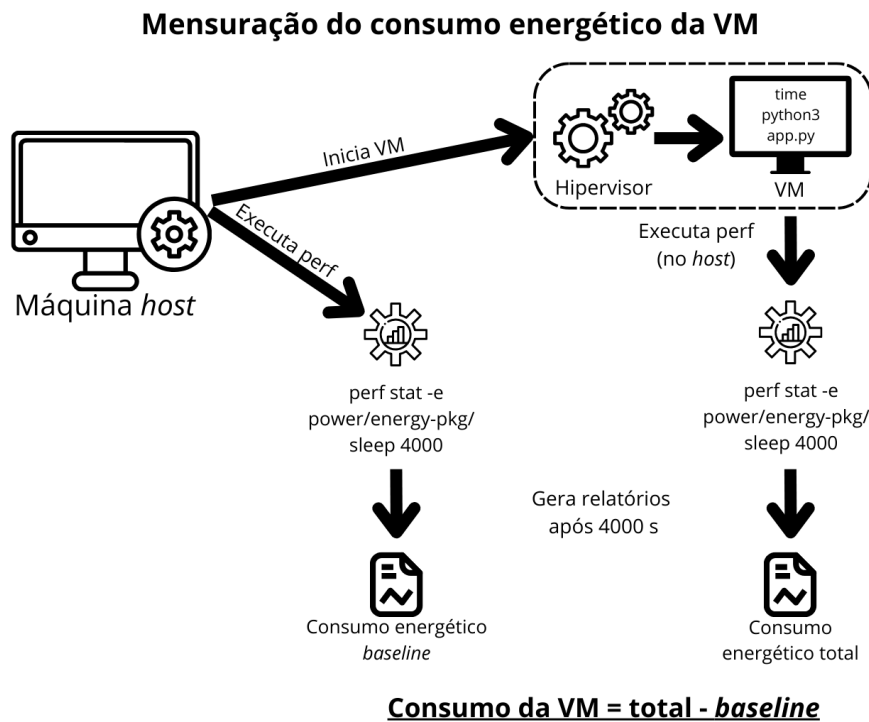 Mensuração do consumo energético da VM
time
python3
app.py
Inicia VM
Hipervisor
VM
Executa perf
Executa perf
(no host)
Máquina host
perf stat -e
power/energy-pkg/
sleep 4000
perf stat -e
power/energy-pkg/
sleep 4000
Gera relatórios
após 4000 s
Consumo energético
baseline
Consumo
energético total
Consumo da VM = total - baseline